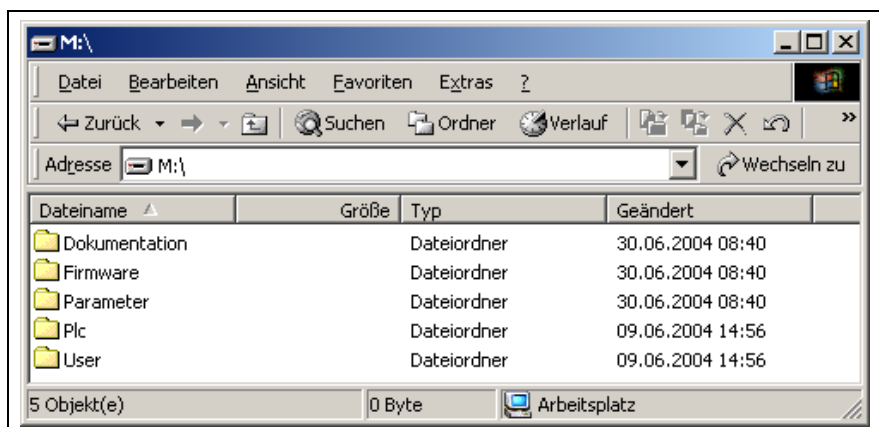 M:\
Datei Bearbeiten Ansicht Favoriten Extras ?
Zurück Suchen Ordner Verlauf »
Adresse M:\ Wechseln zu
Dateiname Größe Typ Geändert
Dokumentation Dateiordner 30.06.2004 08:40
Firmware Dateiordner 30.06.2004 08:40
Parameter Dateiordner 30.06.2004 08:40
Plc Dateiordner 09.06.2004 14:56
User Dateiordner 09.06.2004 14:56
5 Objekt(e) 0 Byte Arbeitsplatz